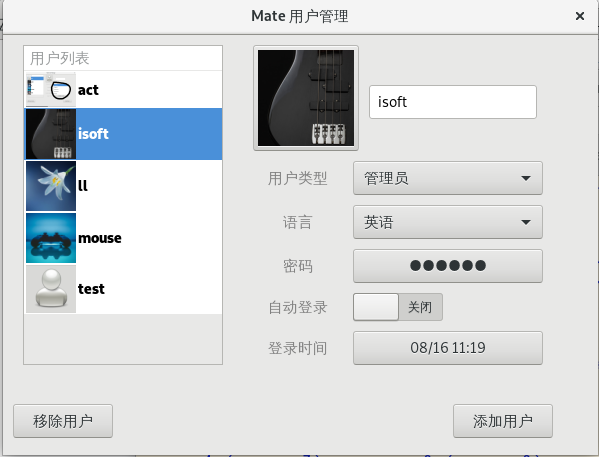 Mate 用户管理
用户列表
act
isoft
ll
mouse
test
isoft
用户类型 管理员
语言 英语
密码 ●●●●●●
自动登录 关闭
登录时间 08/16 11:19
移除用户 添加用户